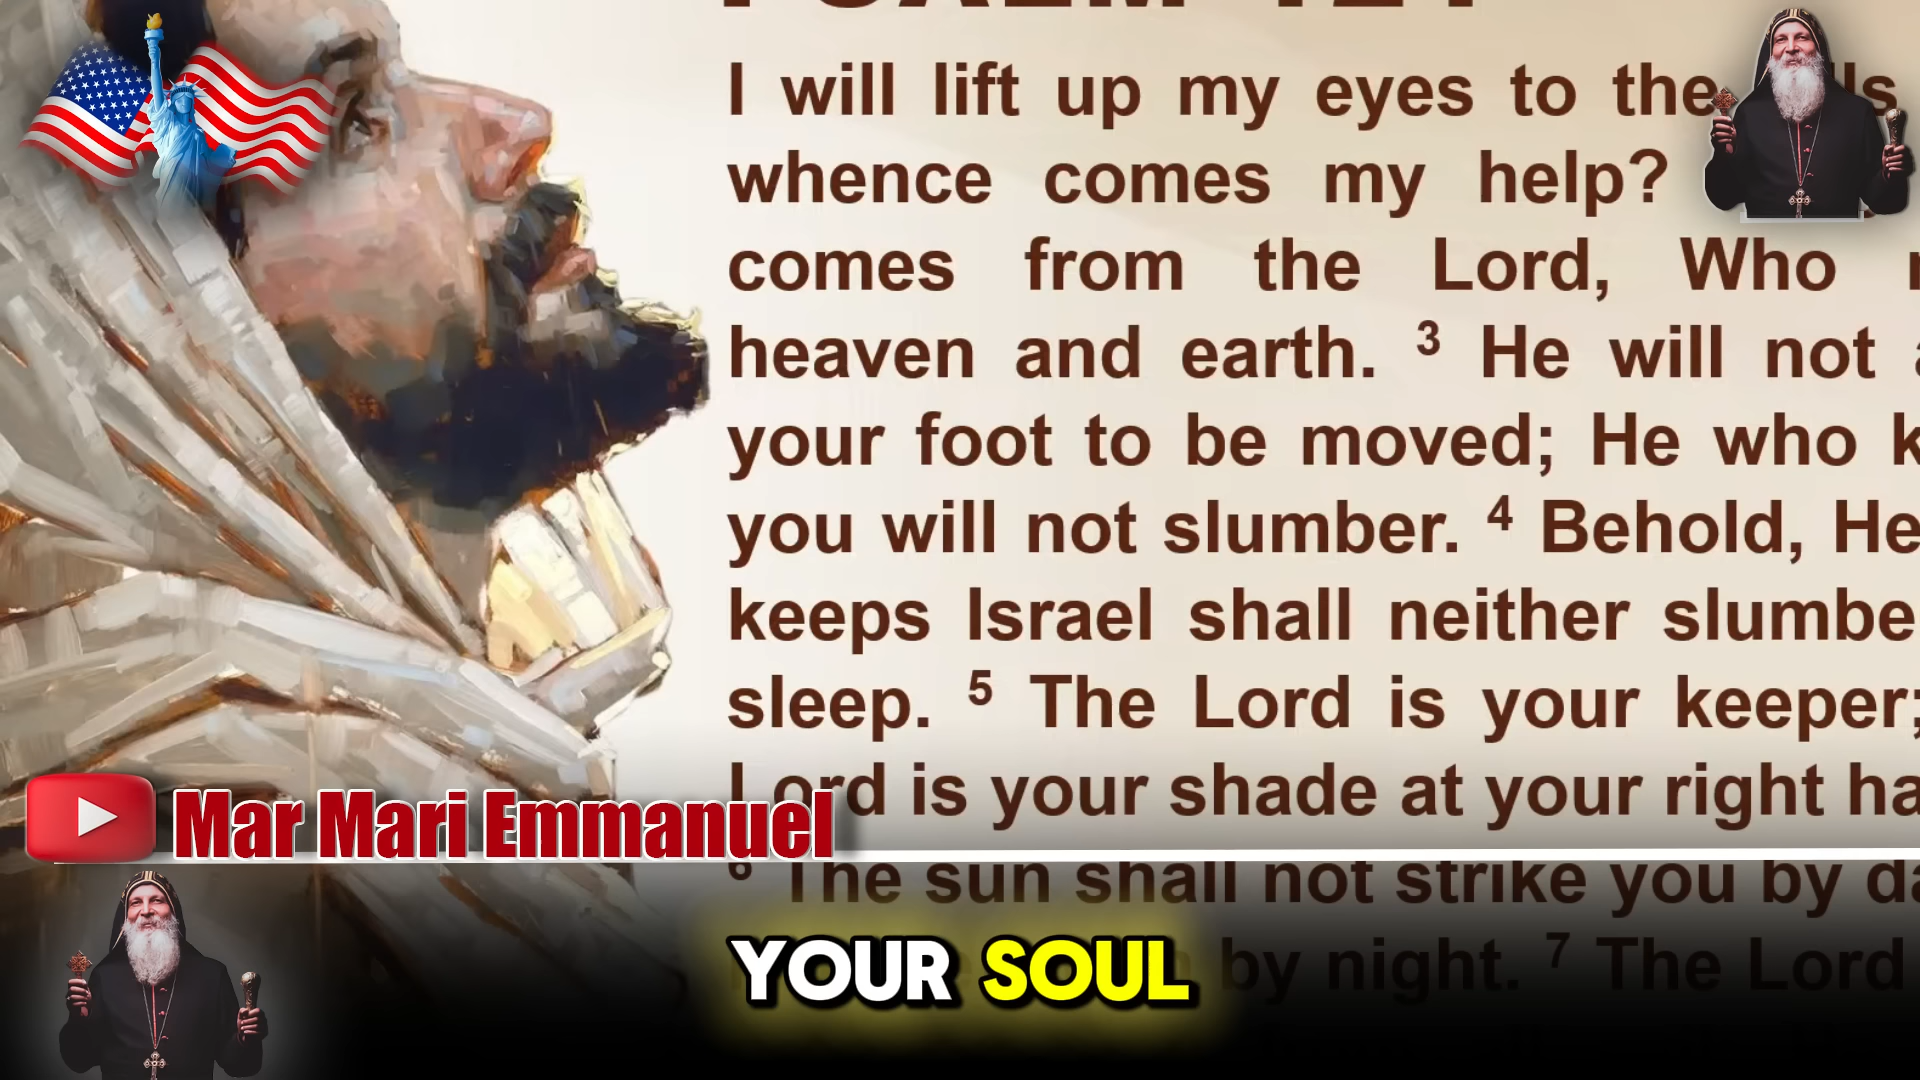 I will lift up my eyes to the
whence comes my help?
comes from the Lord, Who
heaven and earth. 3 He will not
your foot to be moved; He who
you will not slumber. 4 Behold, He
keeps Israel shall neither
sleep. 5 The Lord is your keeper;
Lord is your shade at your right
Mar Mari Emmanuel
6 The sun shall not strike you by
by night. 7 The Lord
YOUR SOUL